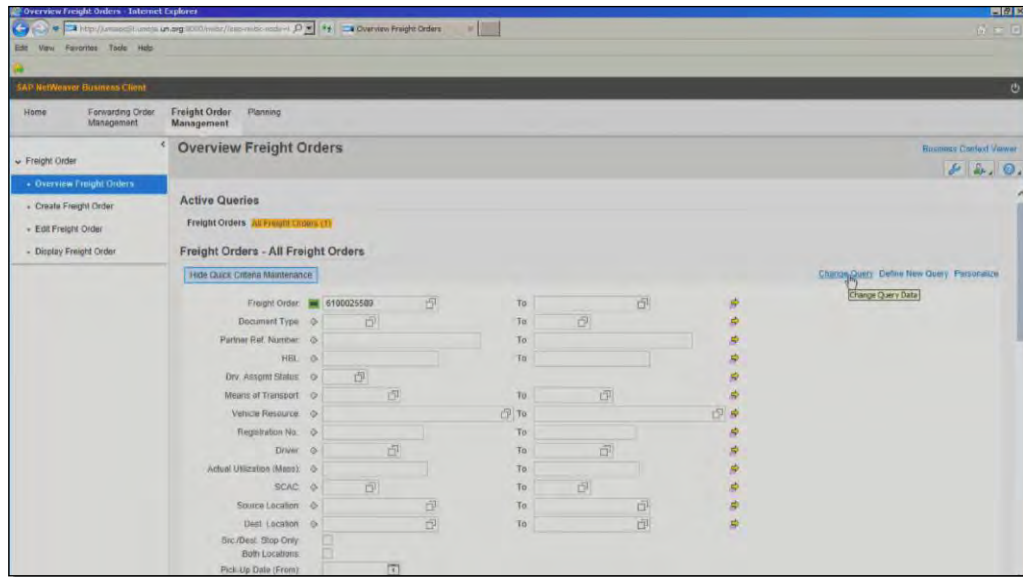 Overview Freight Orders - Internet Explorer
Overview Freight Orders
Edit View Favorites Tools Help
SAP NetWeaver Business Client
Home Forwarding Order Management Freight Order Management Planning
Freight Order
Overview Freight Orders
Create Freight Order
Edit Freight Order
Display Freight Order
Overview Freight Orders
Business Context Viewer
Active Queries
Freight Orders All Freight Orders (1)
Freight Orders - All Freight Orders
Hide Quick Criteria Maintenance
Change Query Define New Query Personalize
Change Query Data
Freight Order: 6100025589 To
Document Type: To
Partner Ref. Number: To
HBL: To
Drv. Assgmt Status:
Means of Transport: To
Vehicle Resource: To
Registration No.: To
Driver: To
Actual Utilization (Mass): To
SCAC: To
Source Location: To
Dest. Location: To
Src./Dest. Stop Only:
Both Locations:
Pick-Up Date (From):